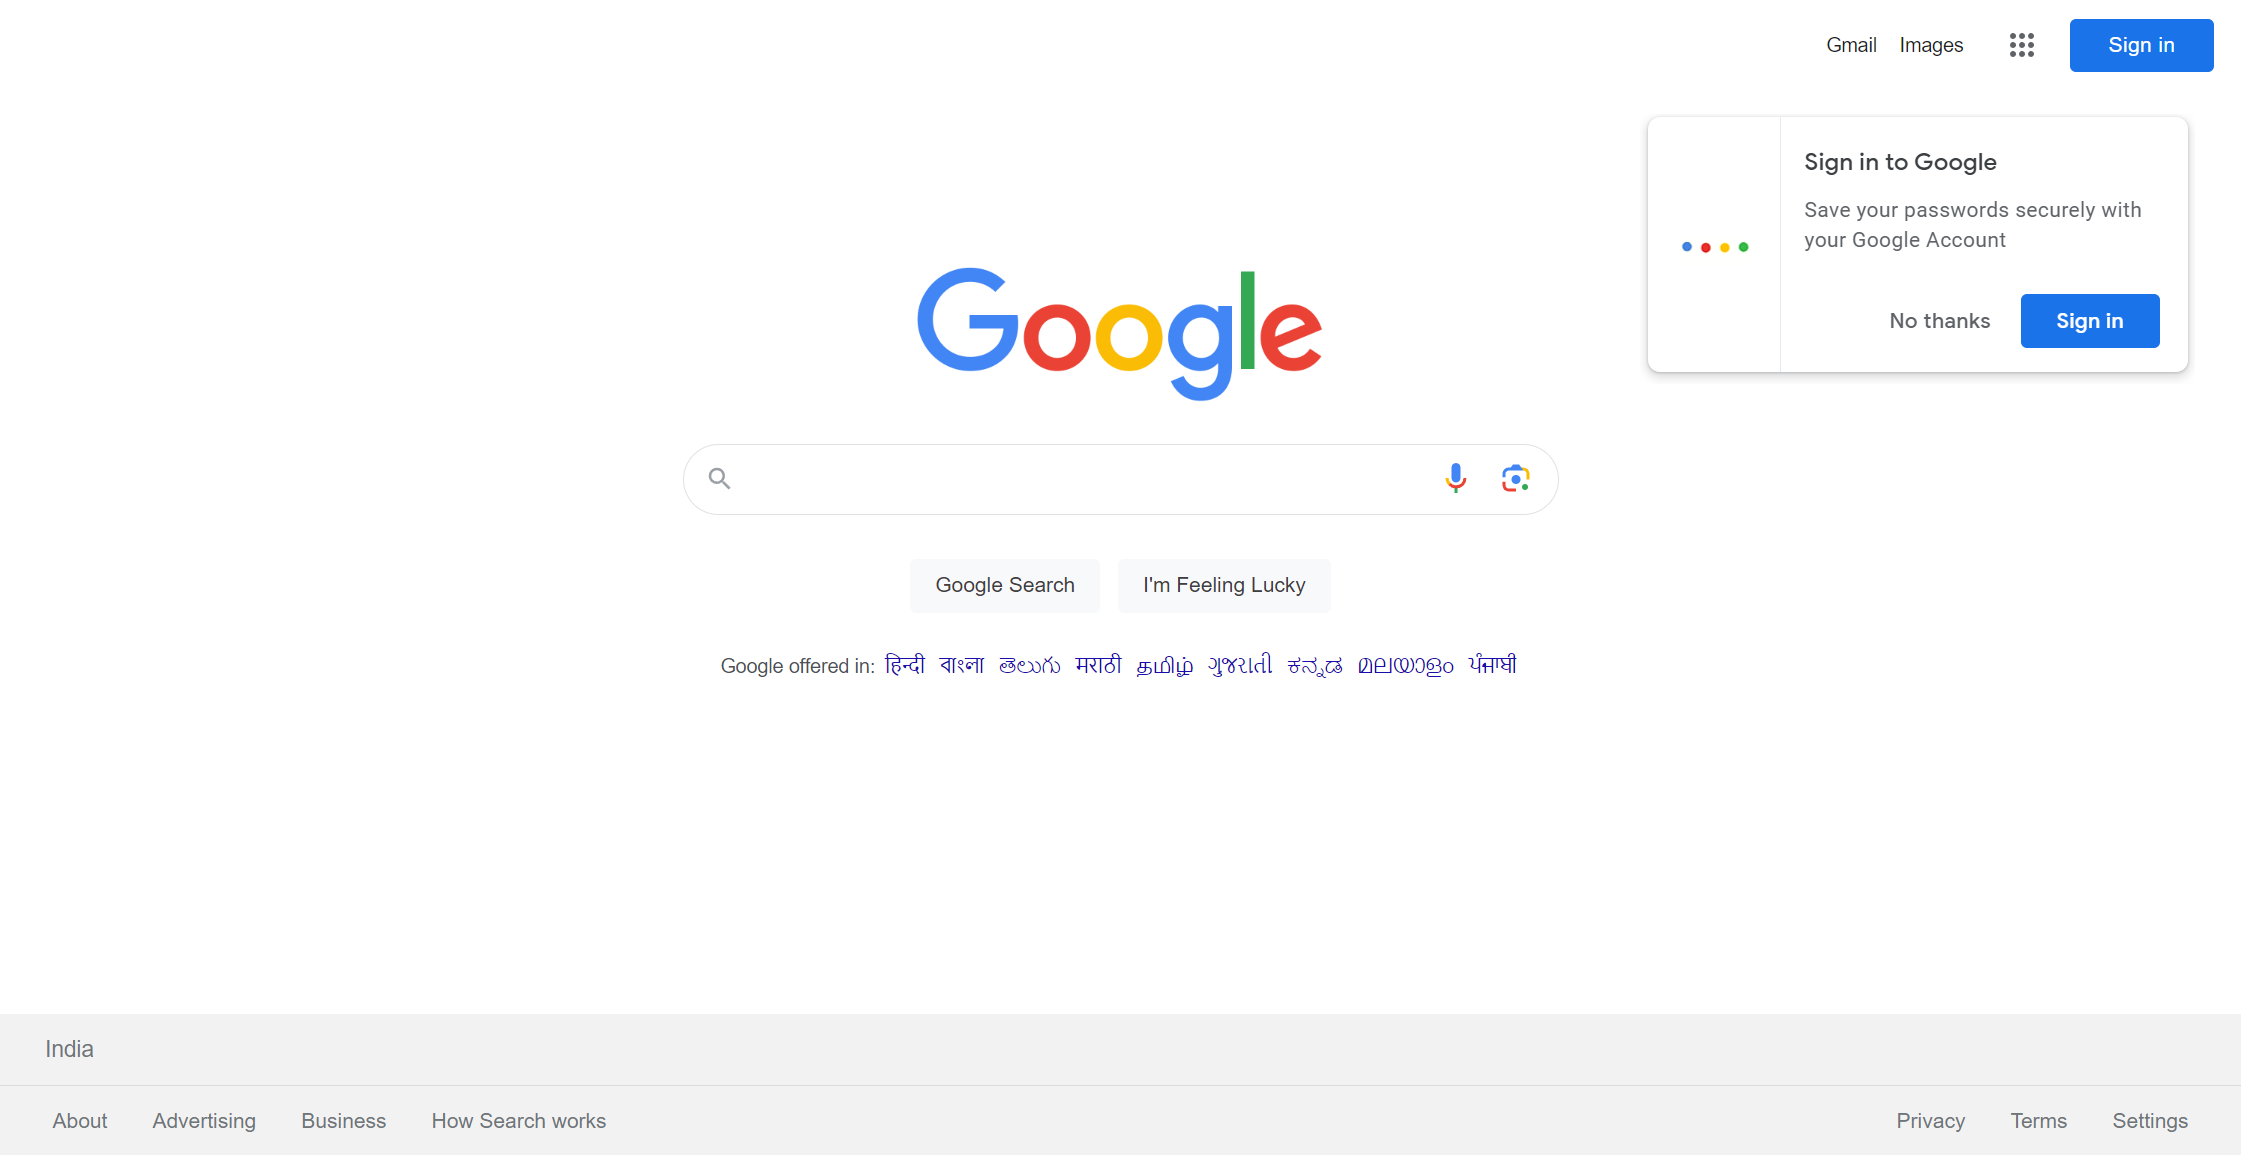 Gmail Images Sign in
Sign in to Google
Save your passwords securely with
your Google Account
No thanks Sign in
Google
Google Search I'm Feeling Lucky
Google offered in: हिन्दी বাংলা తెలుగు मराठी தமிழ் ગુજરાતી ಕನ್ನಡ മലയാളം ਪੰਜਾਬੀ
India
About Advertising Business How Search works Privacy Terms Settings